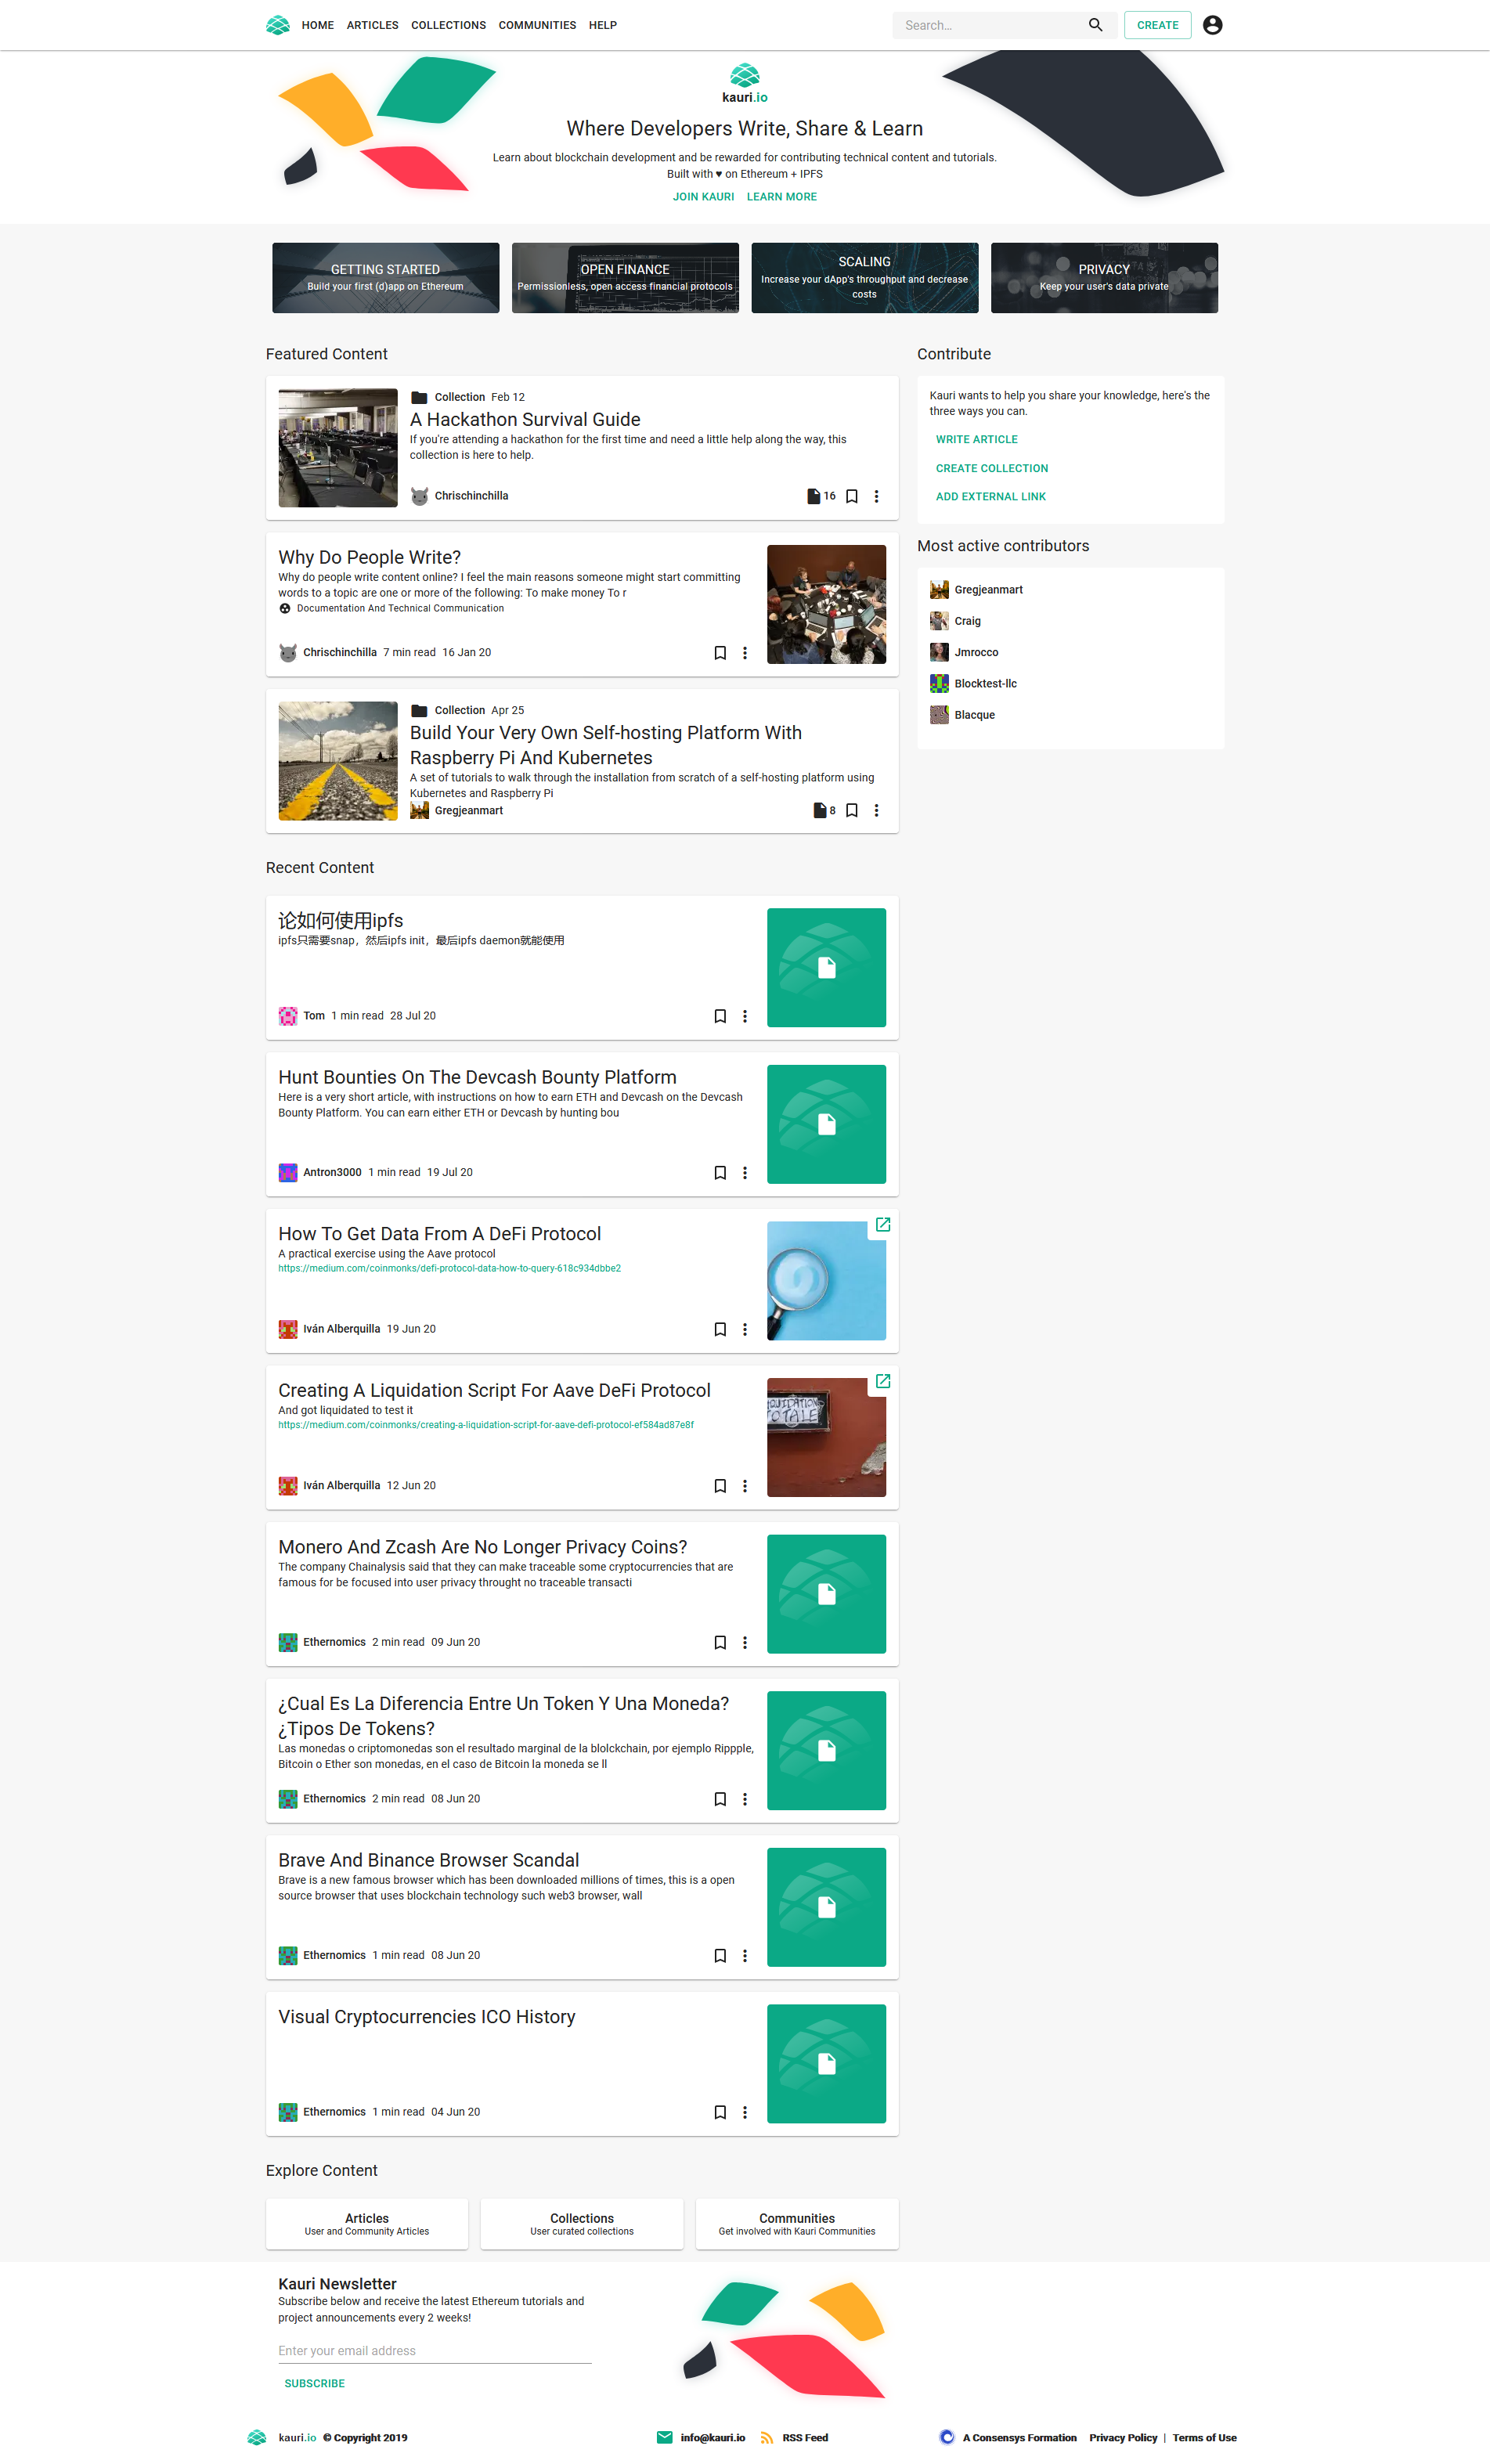 HOME ARTICLES COLLECTIONS COMMUNITIES HELP
Search...
CREATE
kauri.io
Where Developers Write, Share & Learn
Learn about blockchain development and be rewarded for contributing technical content and tutorials.
Built with ♥ on Ethereum + IPFS
JOIN KAURI LEARN MORE
GETTING STARTED
Build your first (d)app on Ethereum
OPEN FINANCE
Permissionless, open access financial protocols
SCALING
Increase your dApp's throughput and decrease
costs
PRIVACY
Keep your user's data private
Featured Content
Collection Feb 12
A Hackathon Survival Guide
If you're attending a hackathon for the first time and need a little help along the way, this
collection is here to help.
Chrischinchilla
16
Why Do People Write?
Why do people write content online? I feel the main reasons someone might start committing
words to a topic are one or more of the following: To make money To r
Documentation And Technical Communication
Chrischinchilla 7 min read 16 Jan 20
Collection Apr 25
Build Your Very Own Self-hosting Platform With
Raspberry Pi And Kubernetes
A set of tutorials to walk through the installation from scratch of a self-hosting platform using
Kubernetes and Raspberry Pi
Gregjeanmart
8
Contribute
Kauri wants to help you share your knowledge, here's the
three ways you can.
WRITE ARTICLE
CREATE COLLECTION
ADD EXTERNAL LINK
Most active contributors
Gregjeanmart
Craig
Jmrocco
Blocktest-llc
Blacque
Recent Content
论如何使用ipfs
ipfs只需要snap，然后ipfs init，最后ipfs daemon就能使用
Tom 1 min read 28 Jul 20
Hunt Bounties On The Devcash Bounty Platform
Here is a very short article, with instructions on how to earn ETH and Devcash on the Devcash
Bounty Platform. You can earn either ETH or Devcash by hunting bou
Antron3000 1 min read 19 Jul 20
How To Get Data From A DeFi Protocol
A practical exercise using the Aave protocol
https://medium.com/coinmonks/defi-protocol-data-how-to-query-618c934dbbe2
Iván Alberquilla 19 Jun 20
Creating A Liquidation Script For Aave DeFi Protocol
And got liquidated to test it
https://medium.com/coinmonks/creating-a-liquidation-script-for-aave-defi-protocol-ef584ad87e8f
Iván Alberquilla 12 Jun 20
Monero And Zcash Are No Longer Privacy Coins?
The company Chainalysis said that they can make traceable some cryptocurrencies that are
famous for be focused into user privacy throught no traceable transacti
Ethernomics 2 min read 09 Jun 20
¿Cual Es La Diferencia Entre Un Token Y Una Moneda?
¿Tipos De Tokens?
Las monedas o criptomonedas son el resultado marginal de la blolckchain, por ejemplo Rippple,
Bitcoin o Ether son monedas, en el caso de Bitcoin la moneda se ll
Ethernomics 2 min read 08 Jun 20
Brave And Binance Browser Scandal
Brave is a new famous browser which has been downloaded millions of times, this is a open
source browser that uses blockchain technology such web3 browser, wall
Ethernomics 1 min read 08 Jun 20
Visual Cryptocurrencies ICO History
Ethernomics 1 min read 04 Jun 20
Explore Content
Articles
User and Community Articles
Collections
User curated collections
Communities
Get involved with Kauri Communities
Kauri Newsletter
Subscribe below and receive the latest Ethereum tutorials and
project announcements every 2 weeks!
Enter your email address
SUBSCRIBE
kauri.io © Copyright 2019
info@kauri.io RSS Feed
A Consensys Formation Privacy Policy | Terms of Use